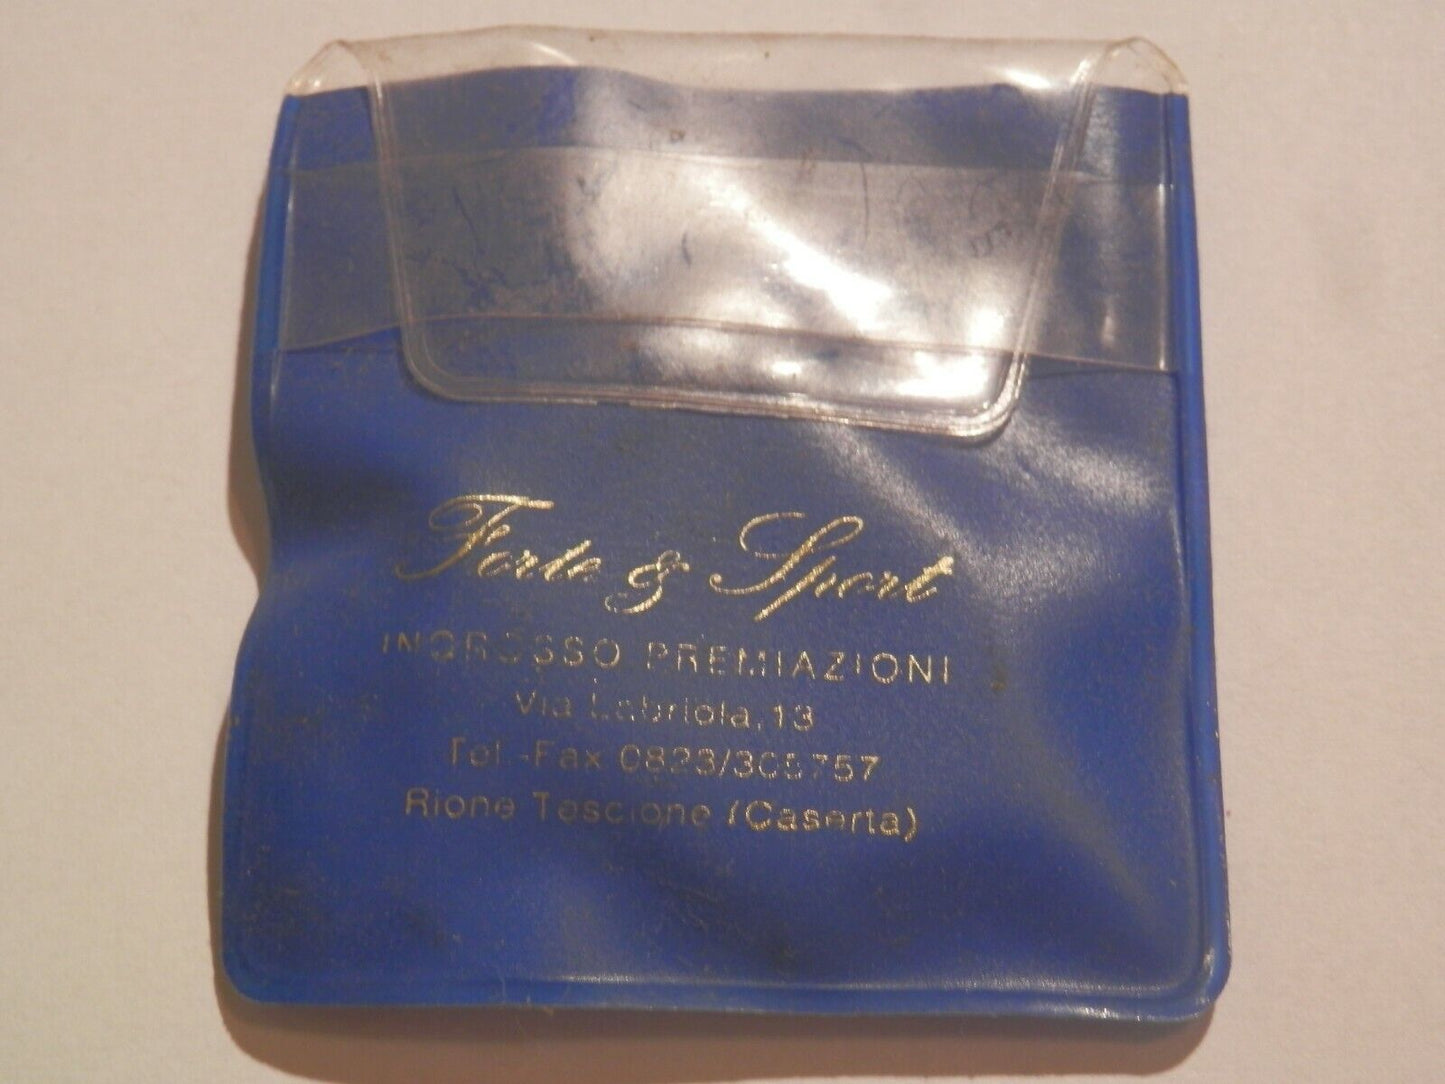 Forte & Sport
INGROSSO PREMIAZIONI
Via Labriola, 13
Tel.-Fax 0823/305757
Rione Tescione (Caserta)